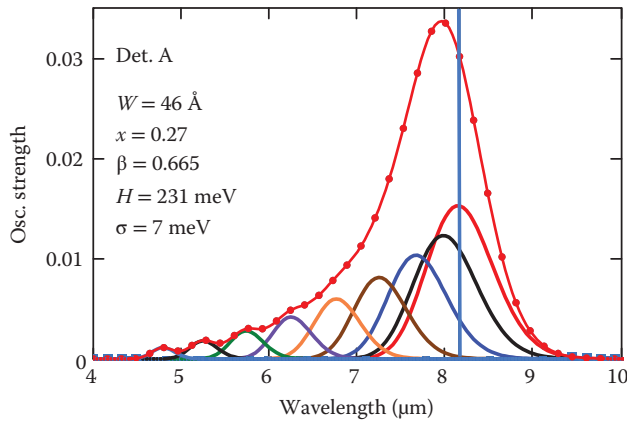 0.03
0.02
0.01
0
Osc. strength
Det. A
W = 46 Å
x = 0.27
β = 0.665
H = 231 meV
σ = 7 meV
4 5 6 7 8 9 10
Wavelength (μm)